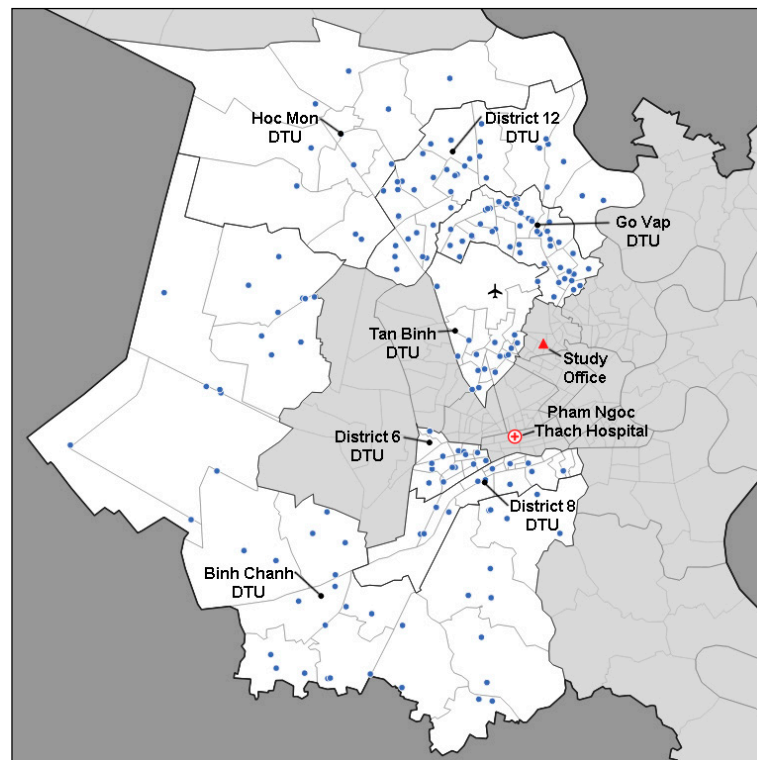 Hoc Mon
DTU
District 12
DTU
Go Vap
DTU
Tan Binh
DTU
Study
Office
Pham Ngoc
Thach Hospital
District 6
DTU
District 8
DTU
Binh Chanh
DTU